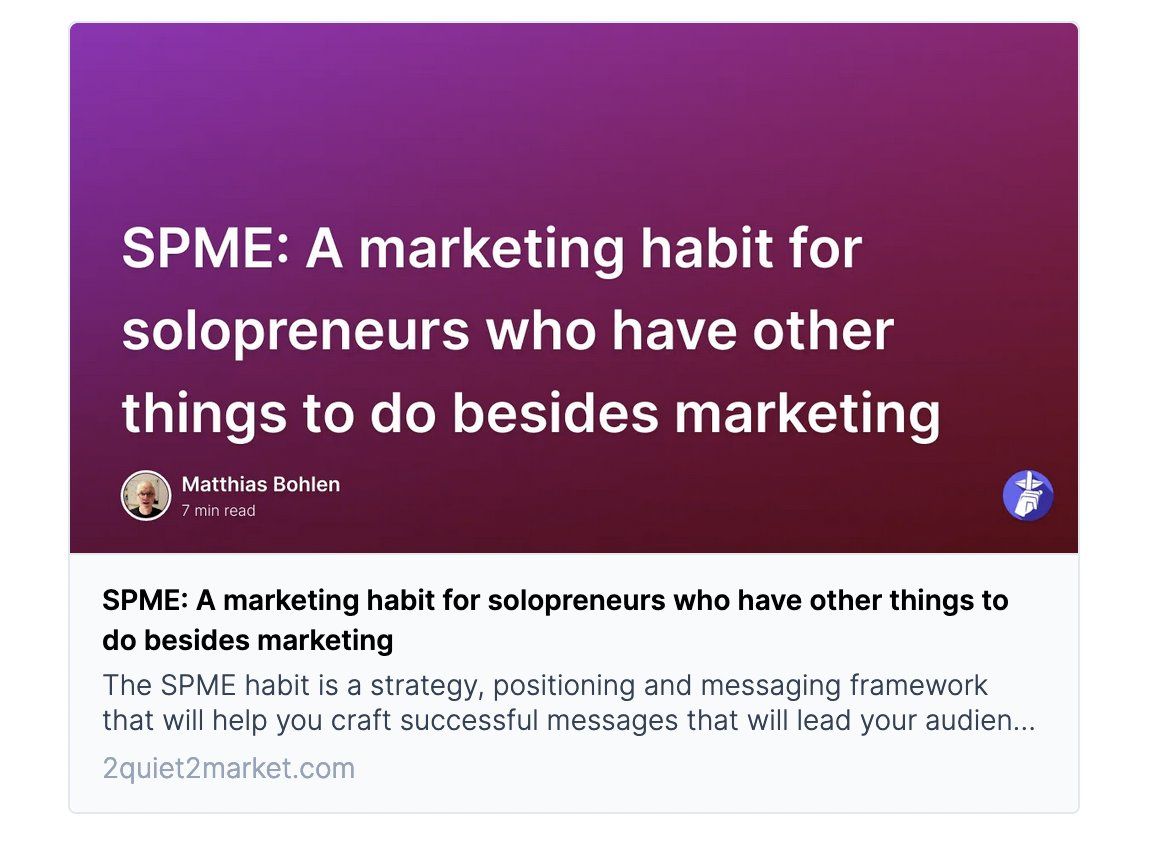 SPME: A marketing habit for
solopreneurs who have other
things to do besides marketing
Matthias Bohlen
7 min read
SPME: A marketing habit for solopreneurs who have other things to
do besides marketing
The SPME habit is a strategy, positioning and messaging framework
that will help you craft successful messages that will lead your audien...
2quiet2market.com